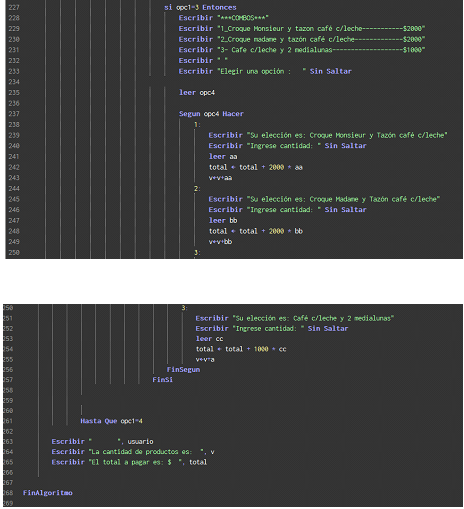 227 si opc1=3 Entonces
228 Escribir "***COMBOS***"
229 Escribir "1_Croque Monsieur y tazon café c/leche-----------$2000"
230 Escribir "2_Croque madame y tazón café c/leche-------------$2000"
231 Escribir "3- Cafe c/leche y 2 medialunas-------------------$1000"
232 Escribir " "
233 Escribir "Elegir una opción :   " Sin Saltar
234
235 leer opc4
236
237 Segun opc4 Hacer
238 1:
239 Escribir "Su elección es: Croque Monsieur y Tazón café c/leche"
240 Escribir "Ingrese cantidad: " Sin Saltar
241 leer aa
242 total = total + 2000 * aa
243 v=v+aa
244 2:
245 Escribir "Su elección es: Croque Madame y Tazón café c/leche"
246 Escribir "Ingrese cantidad: " Sin Saltar
247 leer bb
248 total = total + 2000 * bb
249 v=v+bb
250 3:
250 3:
251 Escribir "Su elección es: Café c/leche y 2 medialunas"
252 Escribir "Ingrese cantidad: " Sin Saltar
253 leer cc
254 total = total + 1000 * cc
255 v=v+a
256 FinSegun
257 FinSi
258
259
260
261 Hasta Que opc1=4
262
263 Escribir "       ", usuario
264 Escribir "La cantidad de productos es:  ", v
265 Escribir "El total a pagar es: $  ", total
266
267
268 FinAlgoritmo
269